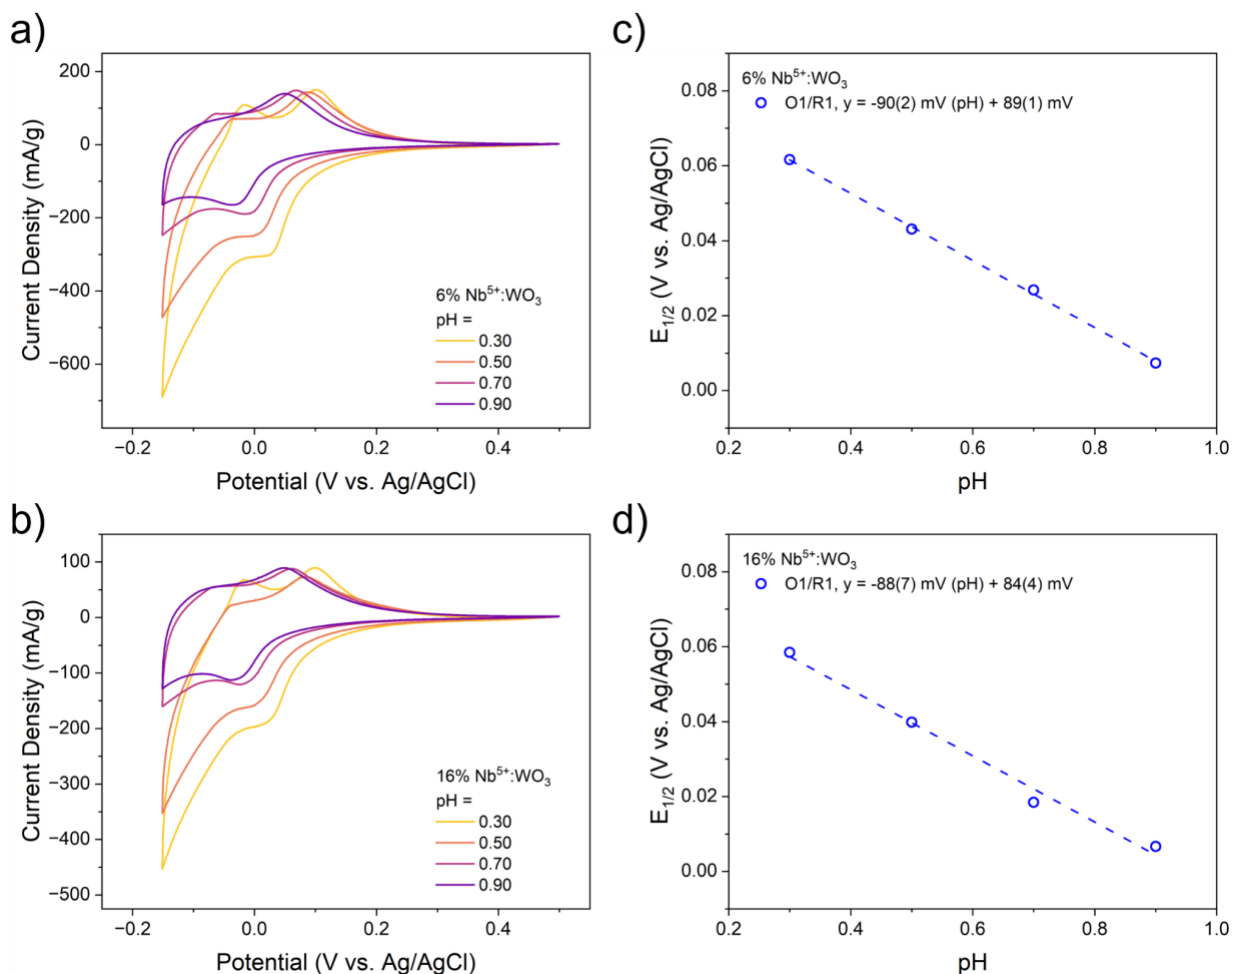 a)
200
0
−200
−400
−600
Current Density (mA/g)
6% Nb⁵⁺:WO₃
pH =
0.30
0.50
0.70
0.90
−0.2
0.0
0.2
0.4
Potential (V vs. Ag/AgCl)
c)
0.08
0.06
0.04
0.02
0.00
E₁/₂ (V vs. Ag/AgCl)
6% Nb⁵⁺:WO₃
O1/R1, y = -90(2) mV (pH) + 89(1) mV
0.2
0.4
0.6
0.8
1.0
pH
b)
100
0
−100
−200
−300
−400
−500
Current Density (mA/g)
16% Nb⁵⁺:WO₃
pH =
0.30
0.50
0.70
0.90
−0.2
0.0
0.2
0.4
Potential (V vs. Ag/AgCl)
d)
0.08
0.06
0.04
0.02
0.00
E₁/₂ (V vs. Ag/AgCl)
16% Nb⁵⁺:WO₃
O1/R1, y = -88(7) mV (pH) + 84(4) mV
0.2
0.4
0.6
0.8
1.0
pH